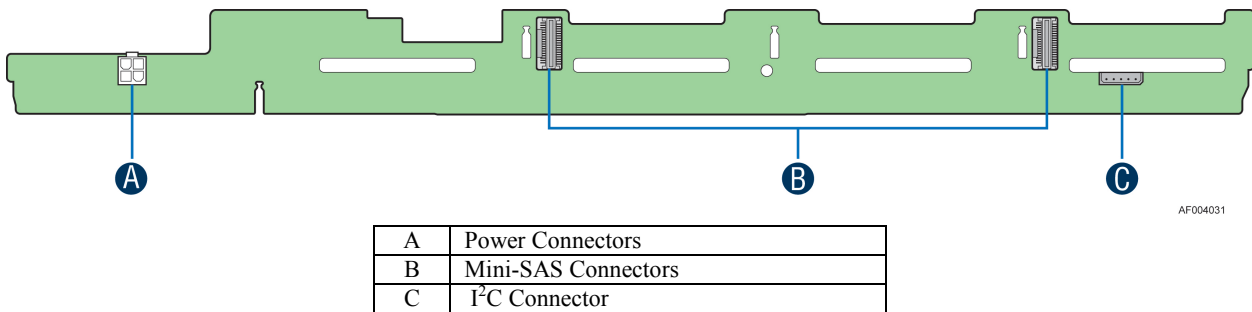 A
B
C
AF004031
A Power Connectors
B Mini-SAS Connectors
C I²C Connector